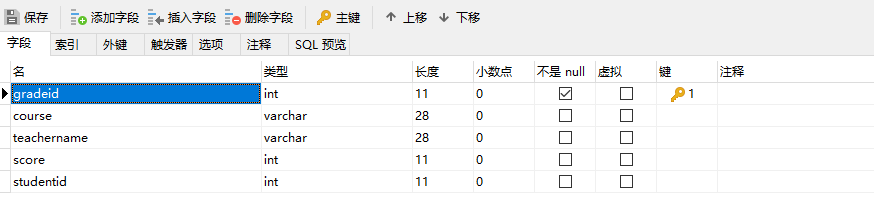 保存 添加字段 插入字段 删除字段 主键 上移 下移
字段 索引 外键 触发器 选项 注释 SQL 预览
名 类型 长度 小数点 不是 null 虚拟 键 注释
gradeid int 11 0 1
course varchar 28 0
teachername varchar 28 0
score int 11 0
studentid int 11 0